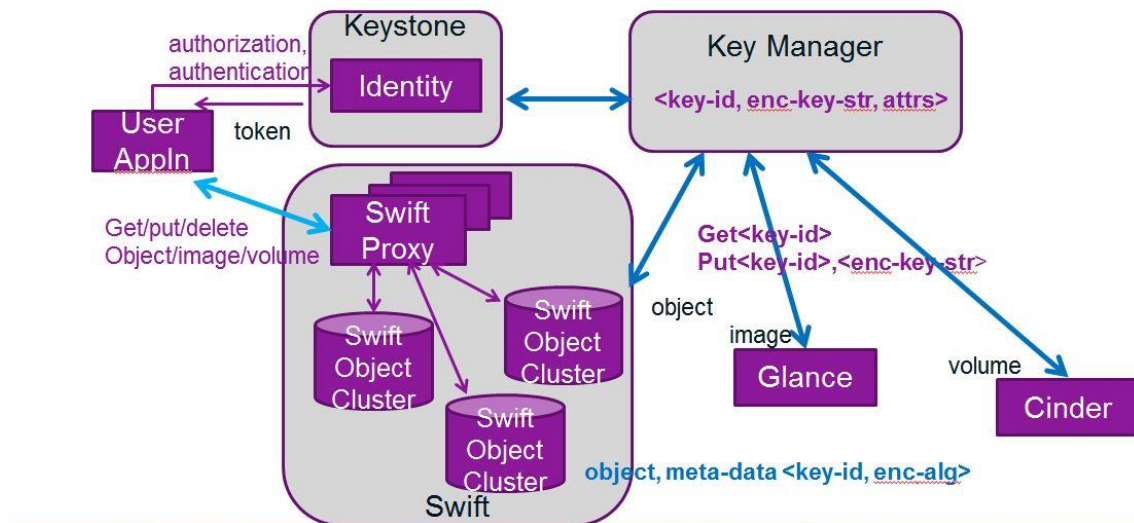 Keystone
authorization,
authentication
Identity
token
User
Appln
Key Manager
<key-id, enc-key-str, attrs>
Get/put/delete
Object/image/volume
Swift
Proxy
Swift
Object
Cluster
Swift
Object
Cluster
Swift
Object
Cluster
Swift
Get<key-id>
Put<key-id>,<enc-key-str>
object
image
Glance
volume
Cinder
object, meta-data <key-id, enc-alg>